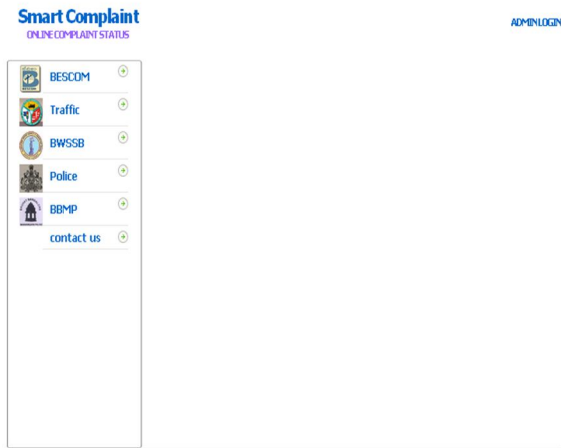 Smart Complaint
ONLINE COMPLAINT STATUS
ADMIN LOGIN
BESCOM
Traffic
BWSSB
Police
BBMP
contact us